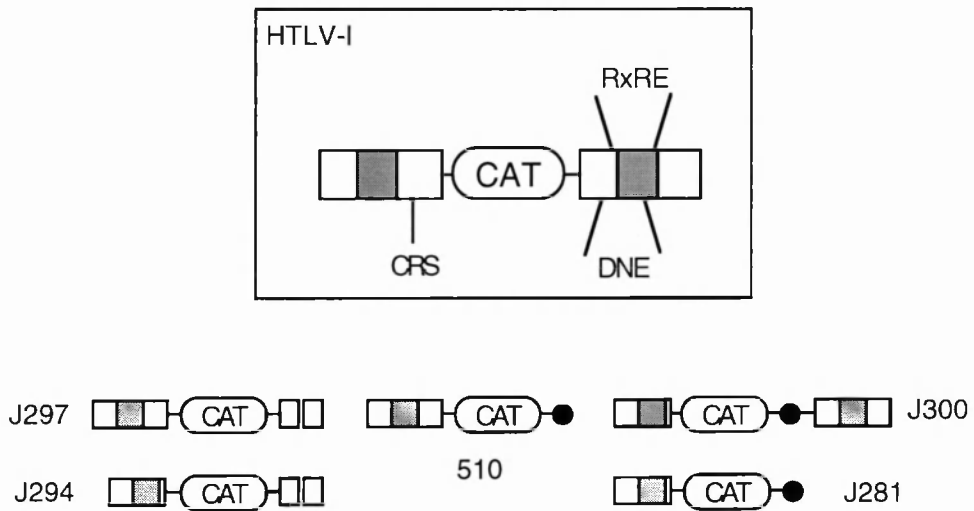 HTLV-I
RxRE
CAT
CRS
DNE
J297 CAT CAT CAT J300
510
J294 CAT CAT J281